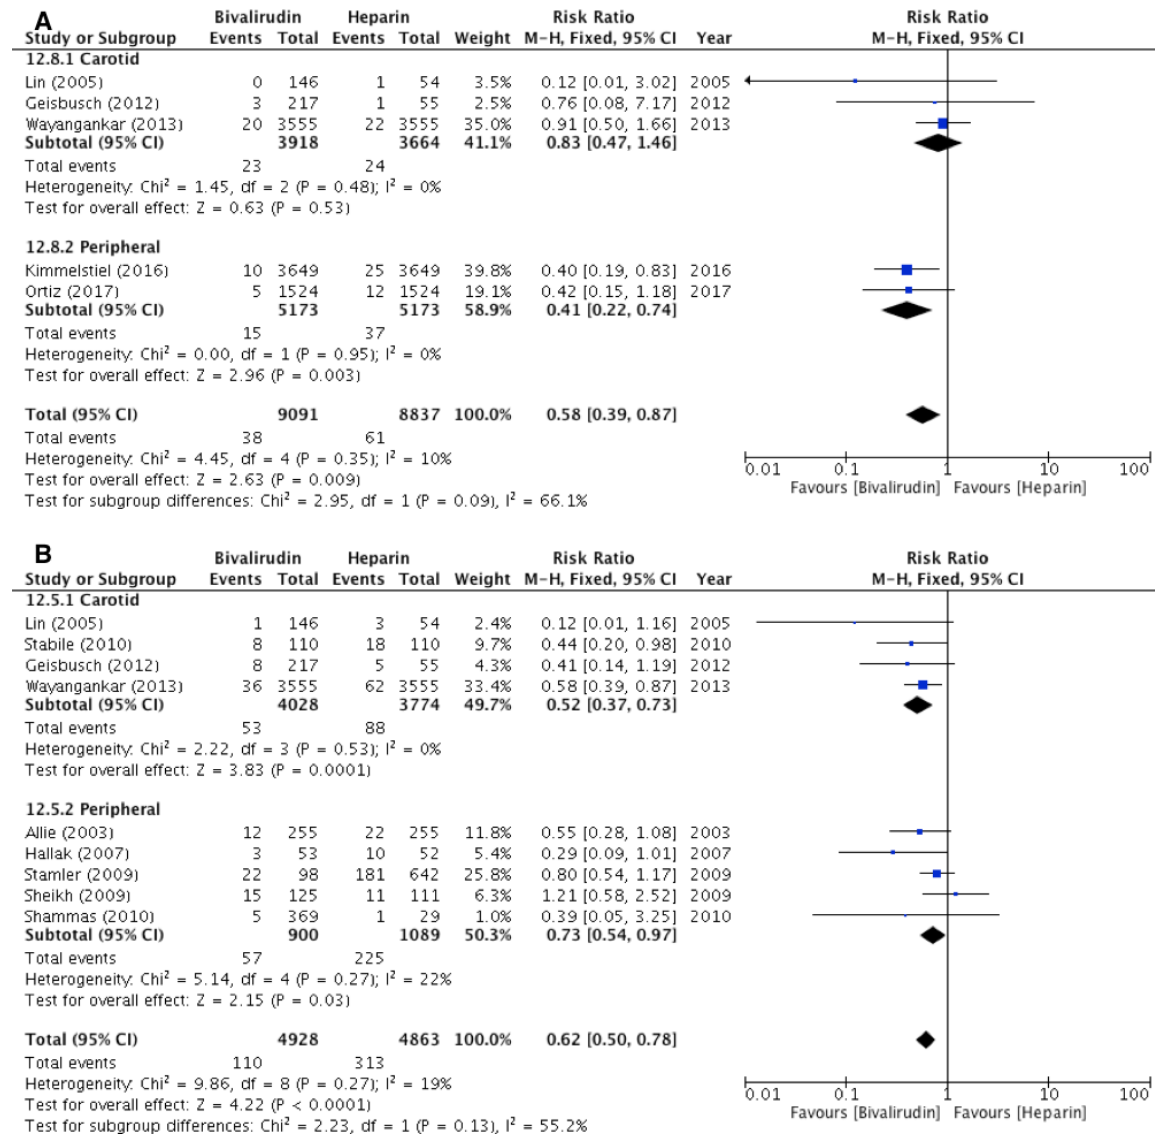 A
Bivalirudin Heparin Risk Ratio Risk Ratio
Study or Subgroup Events Total Events Total Weight M-H, Fixed, 95% CI Year M-H, Fixed, 95% CI
12.8.1 Carotid
Lin (2005) 0 146 1 54 3.5% 0.12 [0.01, 3.02] 2005
Geisbusch (2012) 3 217 1 55 2.5% 0.76 [0.08, 7.17] 2012
Wayangankar (2013) 20 3555 22 3555 35.0% 0.91 [0.50, 1.66] 2013
Subtotal (95% CI) 3918 3664 41.1% 0.83 [0.47, 1.46]
Total events 23 24
Heterogeneity: Chi² = 1.45, df = 2 (P = 0.48); I² = 0%
Test for overall effect: Z = 0.63 (P = 0.53)
12.8.2 Peripheral
Kimmelstiel (2016) 10 3649 25 3649 39.8% 0.40 [0.19, 0.83] 2016
Ortiz (2017) 5 1524 12 1524 19.1% 0.42 [0.15, 1.18] 2017
Subtotal (95% CI) 5173 5173 58.9% 0.41 [0.22, 0.74]
Total events 15 37
Heterogeneity: Chi² = 0.00, df = 1 (P = 0.95); I² = 0%
Test for overall effect: Z = 2.96 (P = 0.003)
Total (95% CI) 9091 8837 100.0% 0.58 [0.39, 0.87]
Total events 38 61
Heterogeneity: Chi² = 4.45, df = 4 (P = 0.35); I² = 10%
Test for overall effect: Z = 2.63 (P = 0.009)
Test for subgroup differences: Chi² = 2.95, df = 1 (P = 0.09), I² = 66.1%
0.01 0.1 1 10 100
Favours [Bivalirudin] Favours [Heparin]
B
Bivalirudin Heparin Risk Ratio Risk Ratio
Study or Subgroup Events Total Events Total Weight M-H, Fixed, 95% CI Year M-H, Fixed, 95% CI
12.5.1 Carotid
Lin (2005) 1 146 3 54 2.4% 0.12 [0.01, 1.16] 2005
Stabile (2010) 8 110 18 110 9.7% 0.44 [0.20, 0.98] 2010
Geisbusch (2012) 8 217 5 55 4.3% 0.41 [0.14, 1.19] 2012
Wayangankar (2013) 36 3555 62 3555 33.4% 0.58 [0.39, 0.87] 2013
Subtotal (95% CI) 4028 3774 49.7% 0.52 [0.37, 0.73]
Total events 53 88
Heterogeneity: Chi² = 2.22, df = 3 (P = 0.53); I² = 0%
Test for overall effect: Z = 3.83 (P = 0.0001)
12.5.2 Peripheral
Allie (2003) 12 255 22 255 11.8% 0.55 [0.28, 1.08] 2003
Hallak (2007) 3 53 10 52 5.4% 0.29 [0.09, 1.01] 2007
Stamler (2009) 22 98 181 642 25.8% 0.80 [0.54, 1.17] 2009
Sheikh (2009) 15 125 11 111 6.3% 1.21 [0.58, 2.52] 2009
Shammas (2010) 5 369 1 29 1.0% 0.39 [0.05, 3.25] 2010
Subtotal (95% CI) 900 1089 50.3% 0.73 [0.54, 0.97]
Total events 57 225
Heterogeneity: Chi² = 5.14, df = 4 (P = 0.27); I² = 22%
Test for overall effect: Z = 2.15 (P = 0.03)
Total (95% CI) 4928 4863 100.0% 0.62 [0.50, 0.78]
Total events 110 313
Heterogeneity: Chi² = 9.86, df = 8 (P = 0.27); I² = 19%
Test for overall effect: Z = 4.22 (P < 0.0001)
Test for subgroup differences: Chi² = 2.23, df = 1 (P = 0.13), I² = 55.2%
0.01 0.1 1 10 100
Favours [Bivalirudin] Favours [Heparin]